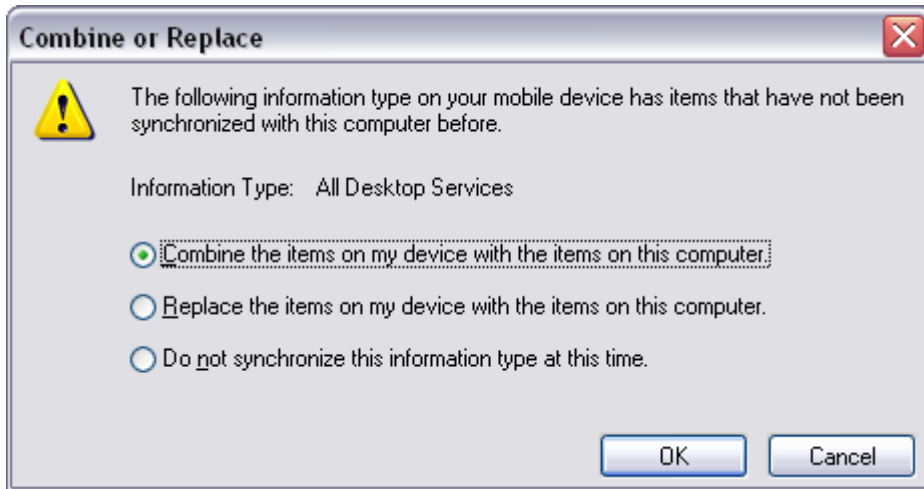 Combine or Replace
The following information type on your mobile device has items that have not been
synchronized with this computer before.
Information Type: All Desktop Services
Combine the items on my device with the items on this computer.
Replace the items on my device with the items on this computer.
Do not synchronize this information type at this time.
OK Cancel